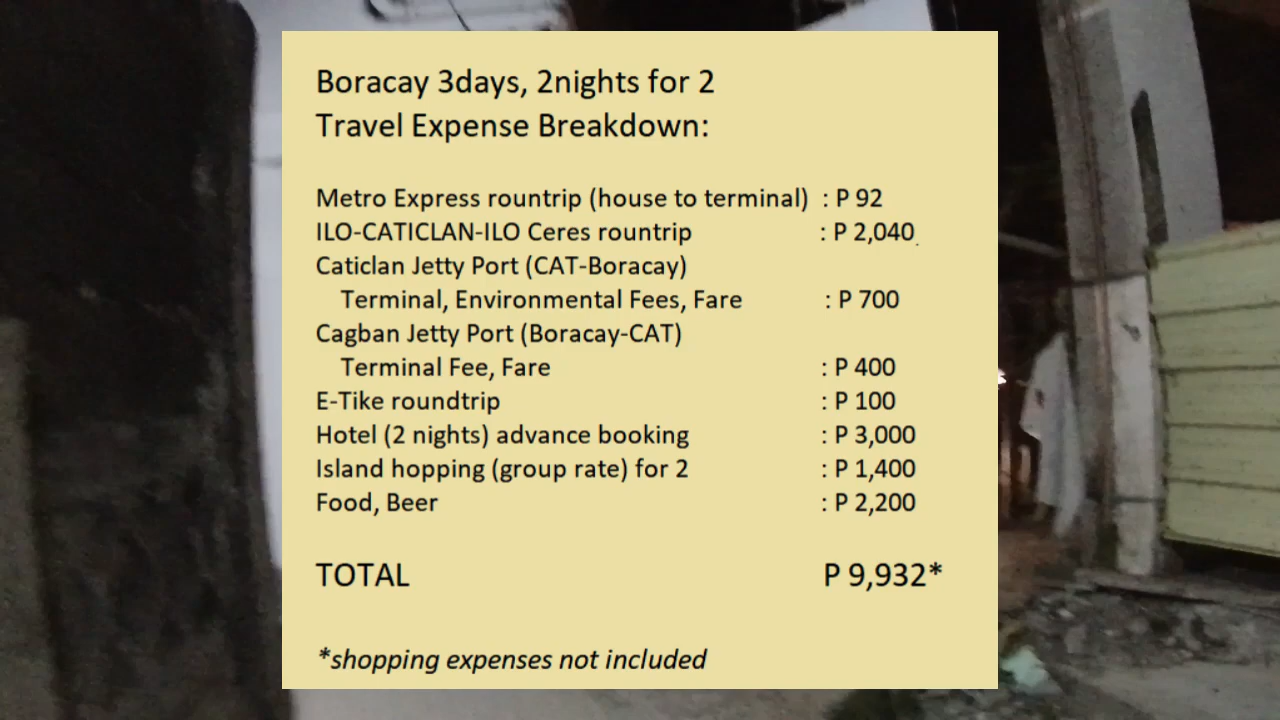 Boracay 3days, 2nights for 2
Travel Expense Breakdown:
Metro Express rountrip (house to terminal) : P 92
ILO-CATICLAN-ILO Ceres rountrip : P 2,040
Caticlan Jetty Port (CAT-Boracay)
Terminal, Environmental Fees, Fare : P 700
Cagban Jetty Port (Boracay-CAT)
Terminal Fee, Fare : P 400
E-Tike roundtrip : P 100
Hotel (2 nights) advance booking : P 3,000
Island hopping (group rate) for 2 : P 1,400
Food, Beer : P 2,200
TOTAL P 9,932*
*shopping expenses not included